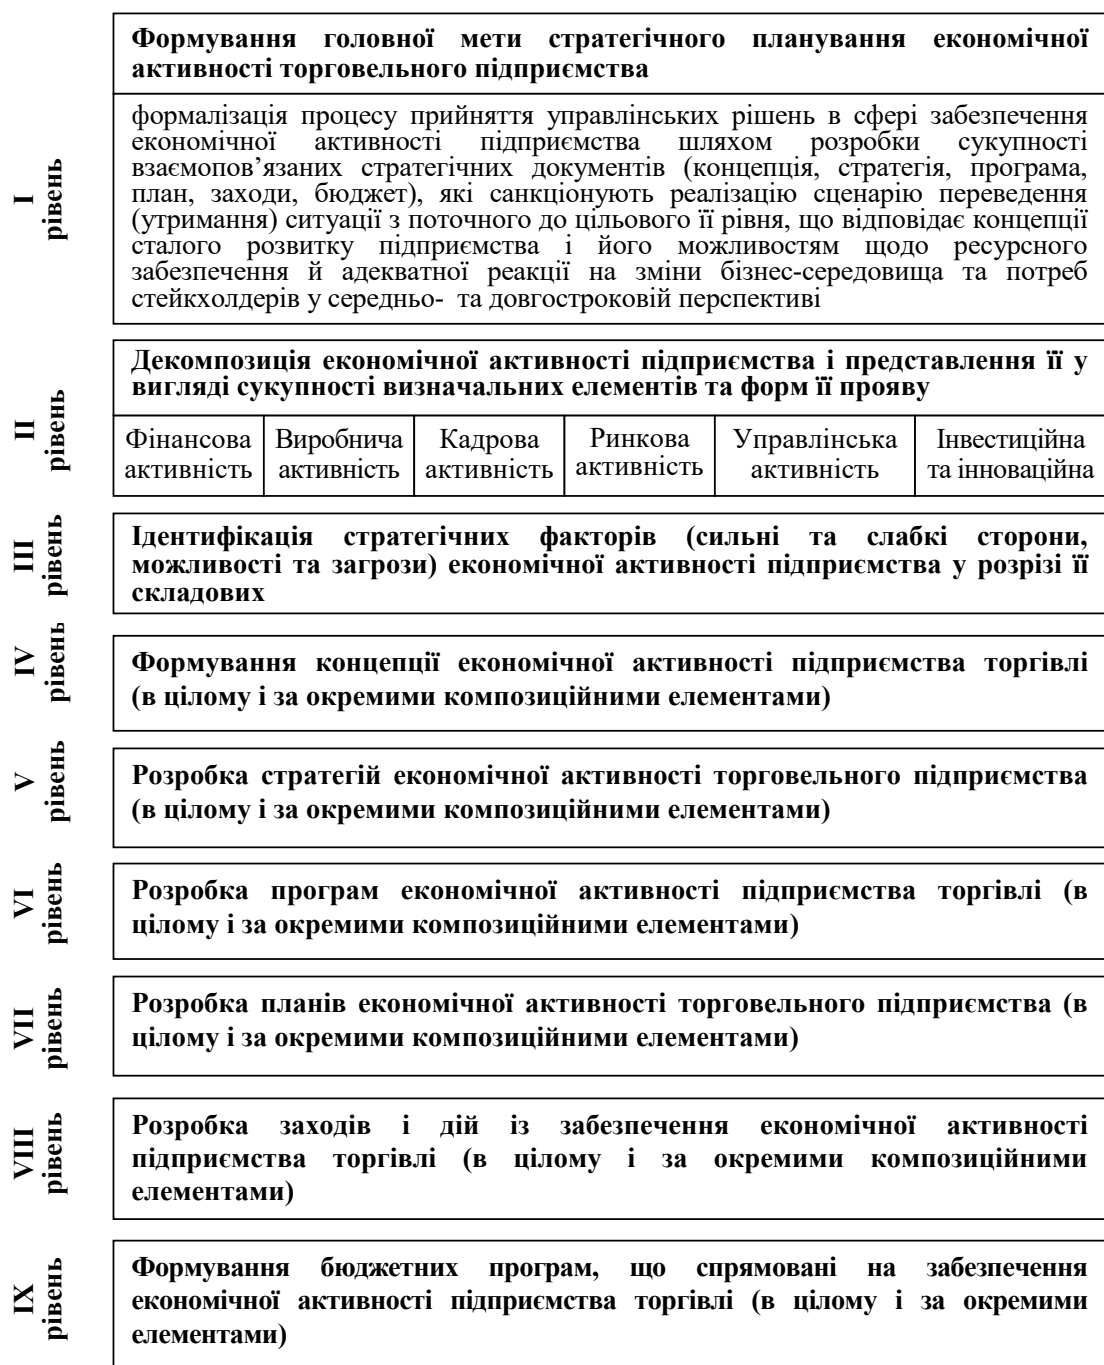 I
рівень
Формування головної мети стратегічного планування економічної
активності торговельного підприємства
формалізація процесу прийняття управлінських рішень в сфері забезпечення
економічної активності підприємства шляхом розробки сукупності
взаємопов’язаних стратегічних документів (концепція, стратегія, програма,
план, заходи, бюджет), які санкціонують реалізацію сценарію переведення
(утримання) ситуації з поточного до цільового її рівня, що відповідає концепції
сталого розвитку підприємства і його можливостям щодо ресурсного
забезпечення й адекватної реакції на зміни бізнес-середовища та потреб
стейкхолдерів у середньо- та довгостроковій перспективі
II
рівень
Декомпозиція економічної активності підприємства і представлення її у
вигляді сукупності визначальних елементів та форм її прояву
Фінансова
активність
Виробнича
активність
Кадрова
активність
Ринкова
активність
Управлінська
активність
Інвестиційна
та інноваційна
III
рівень
Ідентифікація стратегічних факторів (сильні та слабкі сторони,
можливості та загрози) економічної активності підприємства у розрізі її
складових
IV
рівень
Формування концепції економічної активності підприємства торгівлі
(в цілому і за окремими композиційними елементами)
V
рівень
Розробка стратегій економічної активності торговельного підприємства
(в цілому і за окремими композиційними елементами)
VI
рівень
Розробка програм економічної активності підприємства торгівлі (в
цілому і за окремими композиційними елементами)
VII
рівень
Розробка планів економічної активності торговельного підприємства (в
цілому і за окремими композиційними елементами)
VIII
рівень
Розробка заходів і дій із забезпечення економічної активності
підприємства торгівлі (в цілому і за окремими композиційними
елементами)
IX
рівень
Формування бюджетних програм, що спрямовані на забезпечення
економічної активності підприємства торгівлі (в цілому і за окремими
елементами)